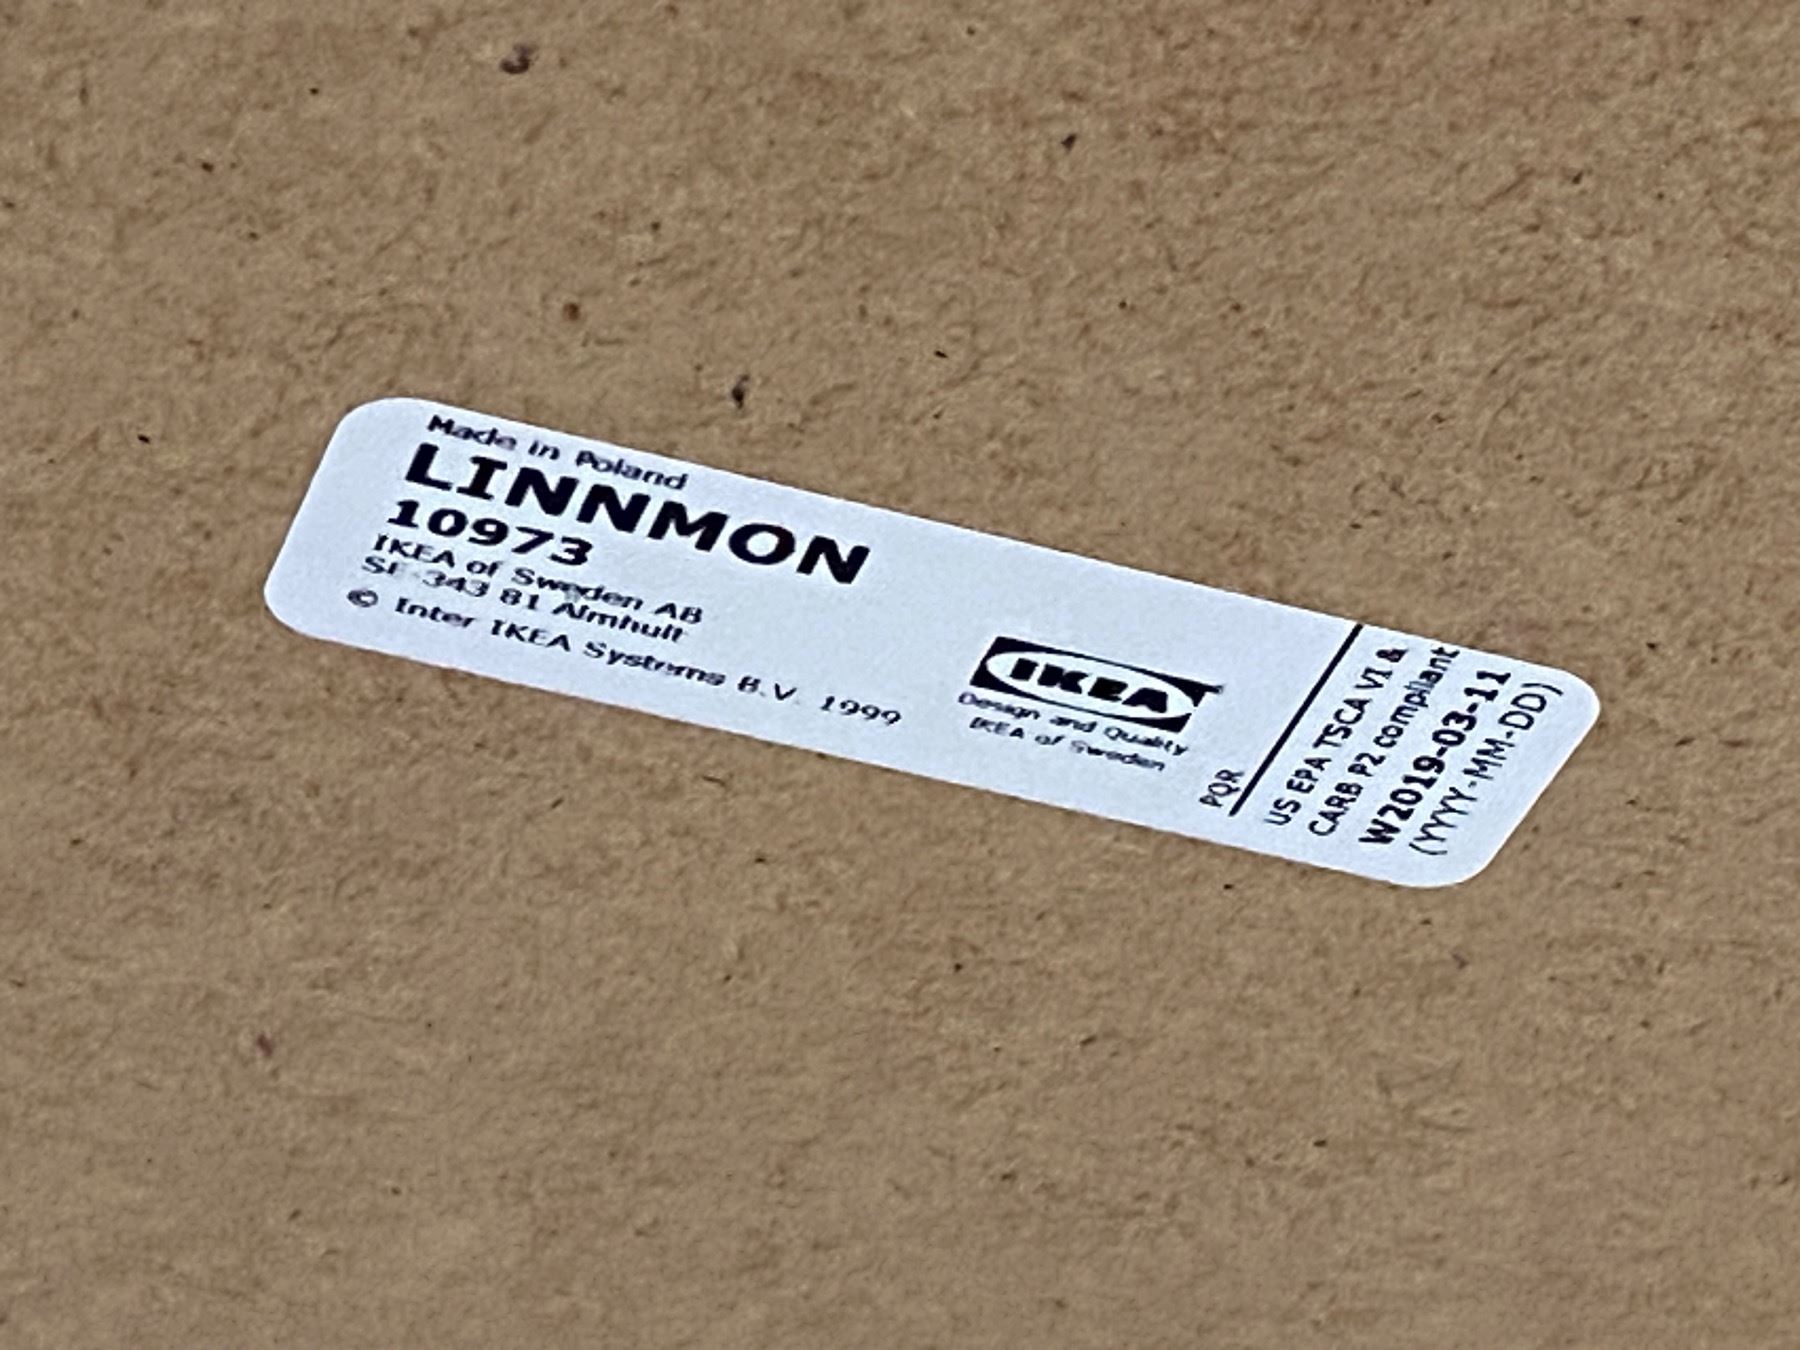 Made in Poland
LINNMON
10973
IKEA of Sweden AB
SE-343 81 Älmhult
© Inter IKEA Systems B.V. 1999
IKEA
Design and Quality
IKEA of Sweden
PQR
US EPA TSCA VI &
CARB P2 compliant
W2019-03-11
(YYYY-MM-DD)